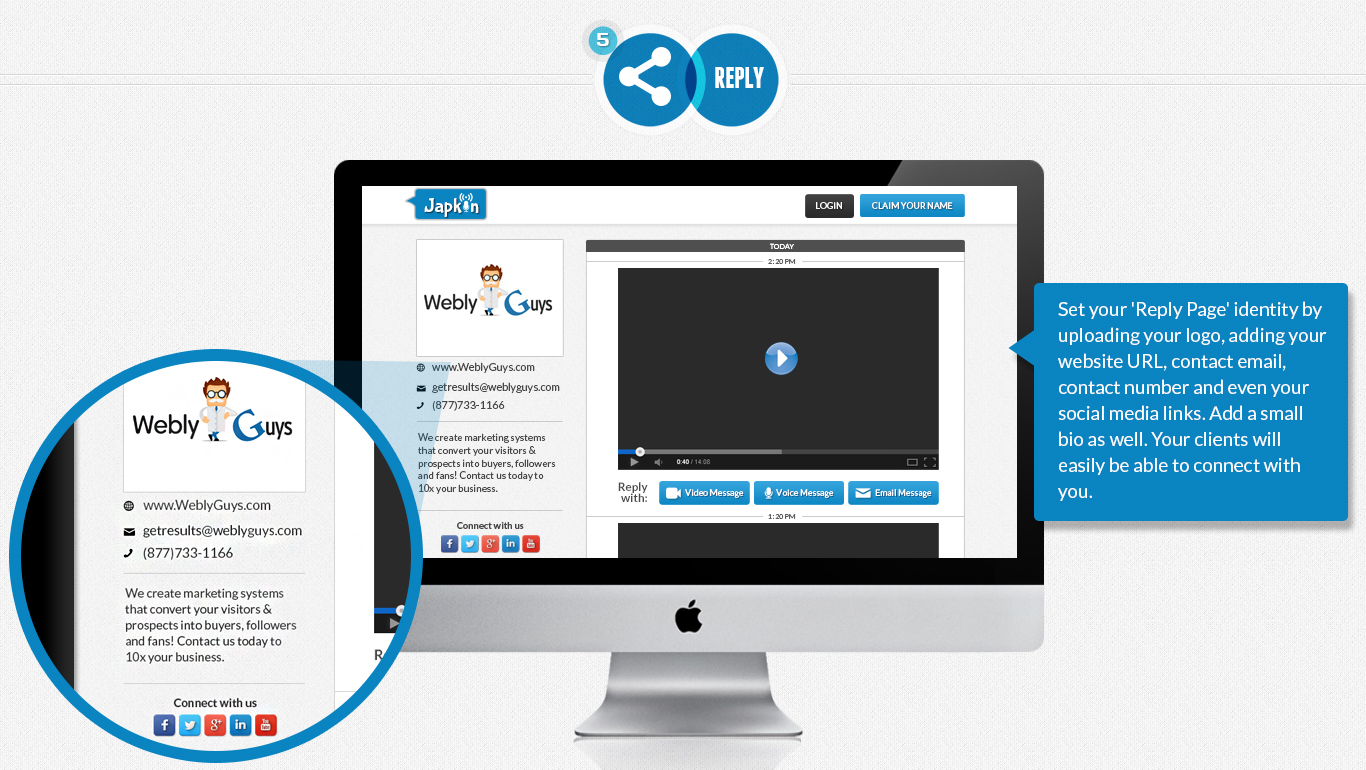 5
REPLY
Japkin
LOGIN
CLAIM YOUR NAME
Webly Guys
www.WeblyGuys.com
getresults@weblyguys.com
(877)733-1166
We create marketing systems
that convert your visitors &
prospects into buyers, followers
and fans! Contact us today to
10x your business.
Connect with us
f
g+
in
You
TODAY
2:20 PM
0:40 / 14:08
Reply
with:
Video Message
Voice Message
Email Message
1:20 PM
Set your 'Reply Page' identity by
uploading your logo, adding your
website URL, contact email,
contact number and even your
social media links. Add a small
bio as well. Your clients will
easily be able to connect with
you.
Webly Guys
www.WeblyGuys.com
getresults@weblyguys.com
(877)733-1166
We create marketing systems
that convert your visitors &
prospects into buyers, followers
and fans! Contact us today to
10x your business.
R
Connect with us
f
g+
in
You